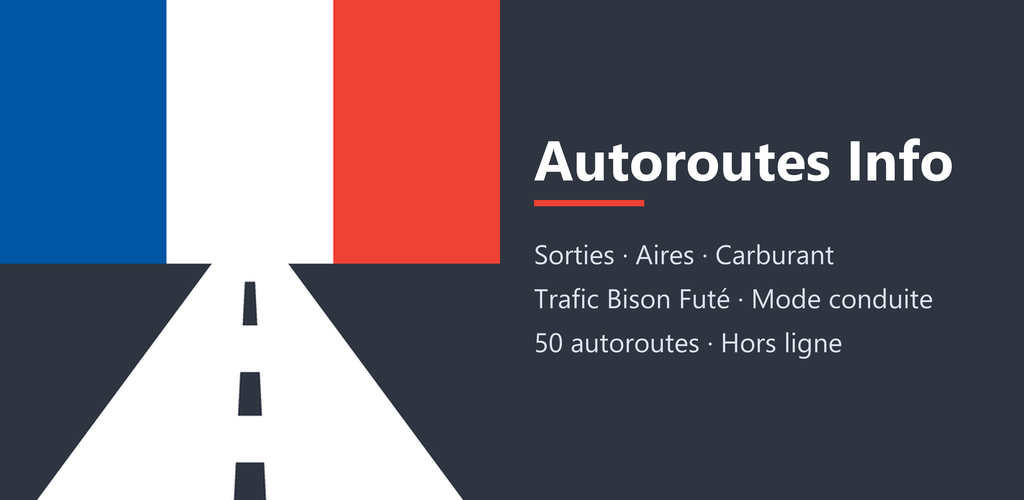 Autoroutes Info
Sorties · Aires · Carburant
Trafic Bison Futé · Mode conduite
50 autoroutes · Hors ligne